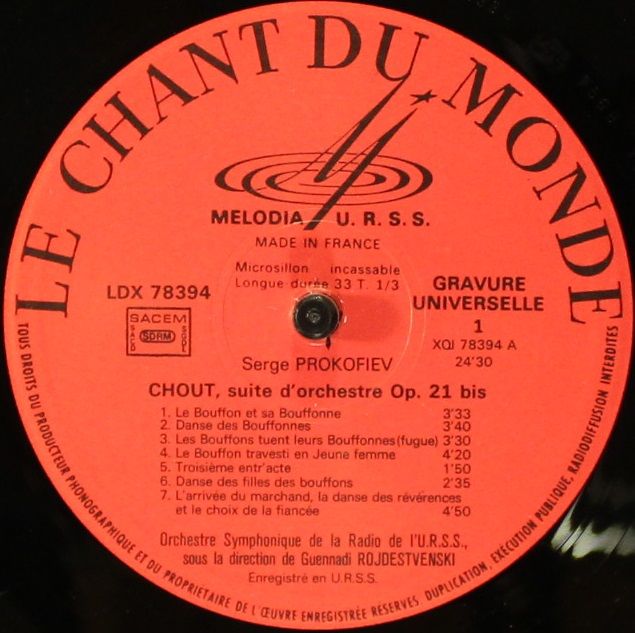 LE CHANT DU MONDE
MELODIA U.R.S.S.
MADE IN FRANCE
Microsillon incassable
Longue durée 33 T. 1/3
LDX 78394
GRAVURE
UNIVERSELLE
1
XQI 78394 A
24'30
SACEM
SACD SDRM SGDL
Serge PROKOFIEV
CHOUT, suite d'orchestre Op. 21 bis
1. Le Bouffon et sa Bouffonne 3'33
2. Danse des Bouffonnes 3'40
3. Les Bouffons tuent leurs Bouffonnes(fugue) 3'30
4. Le Bouffon travesti en Jeune femme 4'20
5. Troisième entr'acte 1'50
6. Danse des filles des bouffons 2'35
7. L'arrivée du marchand, la danse des révérences
et le choix de la fiancée 4'50
Orchestre Symphonique de la Radio de l'U.R.S.S.,
sous la direction de Guennadi ROJDESTVENSKI
Enregistré en U.R.S.S.
TOUS DROITS DU PRODUCTEUR PHONOGRAPHIQUE ET DU PROPRIETAIRE DE L'ŒUVRE ENREGISTRÉE RÉSERVES. DUPLICATION, EXÉCUTION PUBLIQUE, RADIODIFFUSION INTERDITES